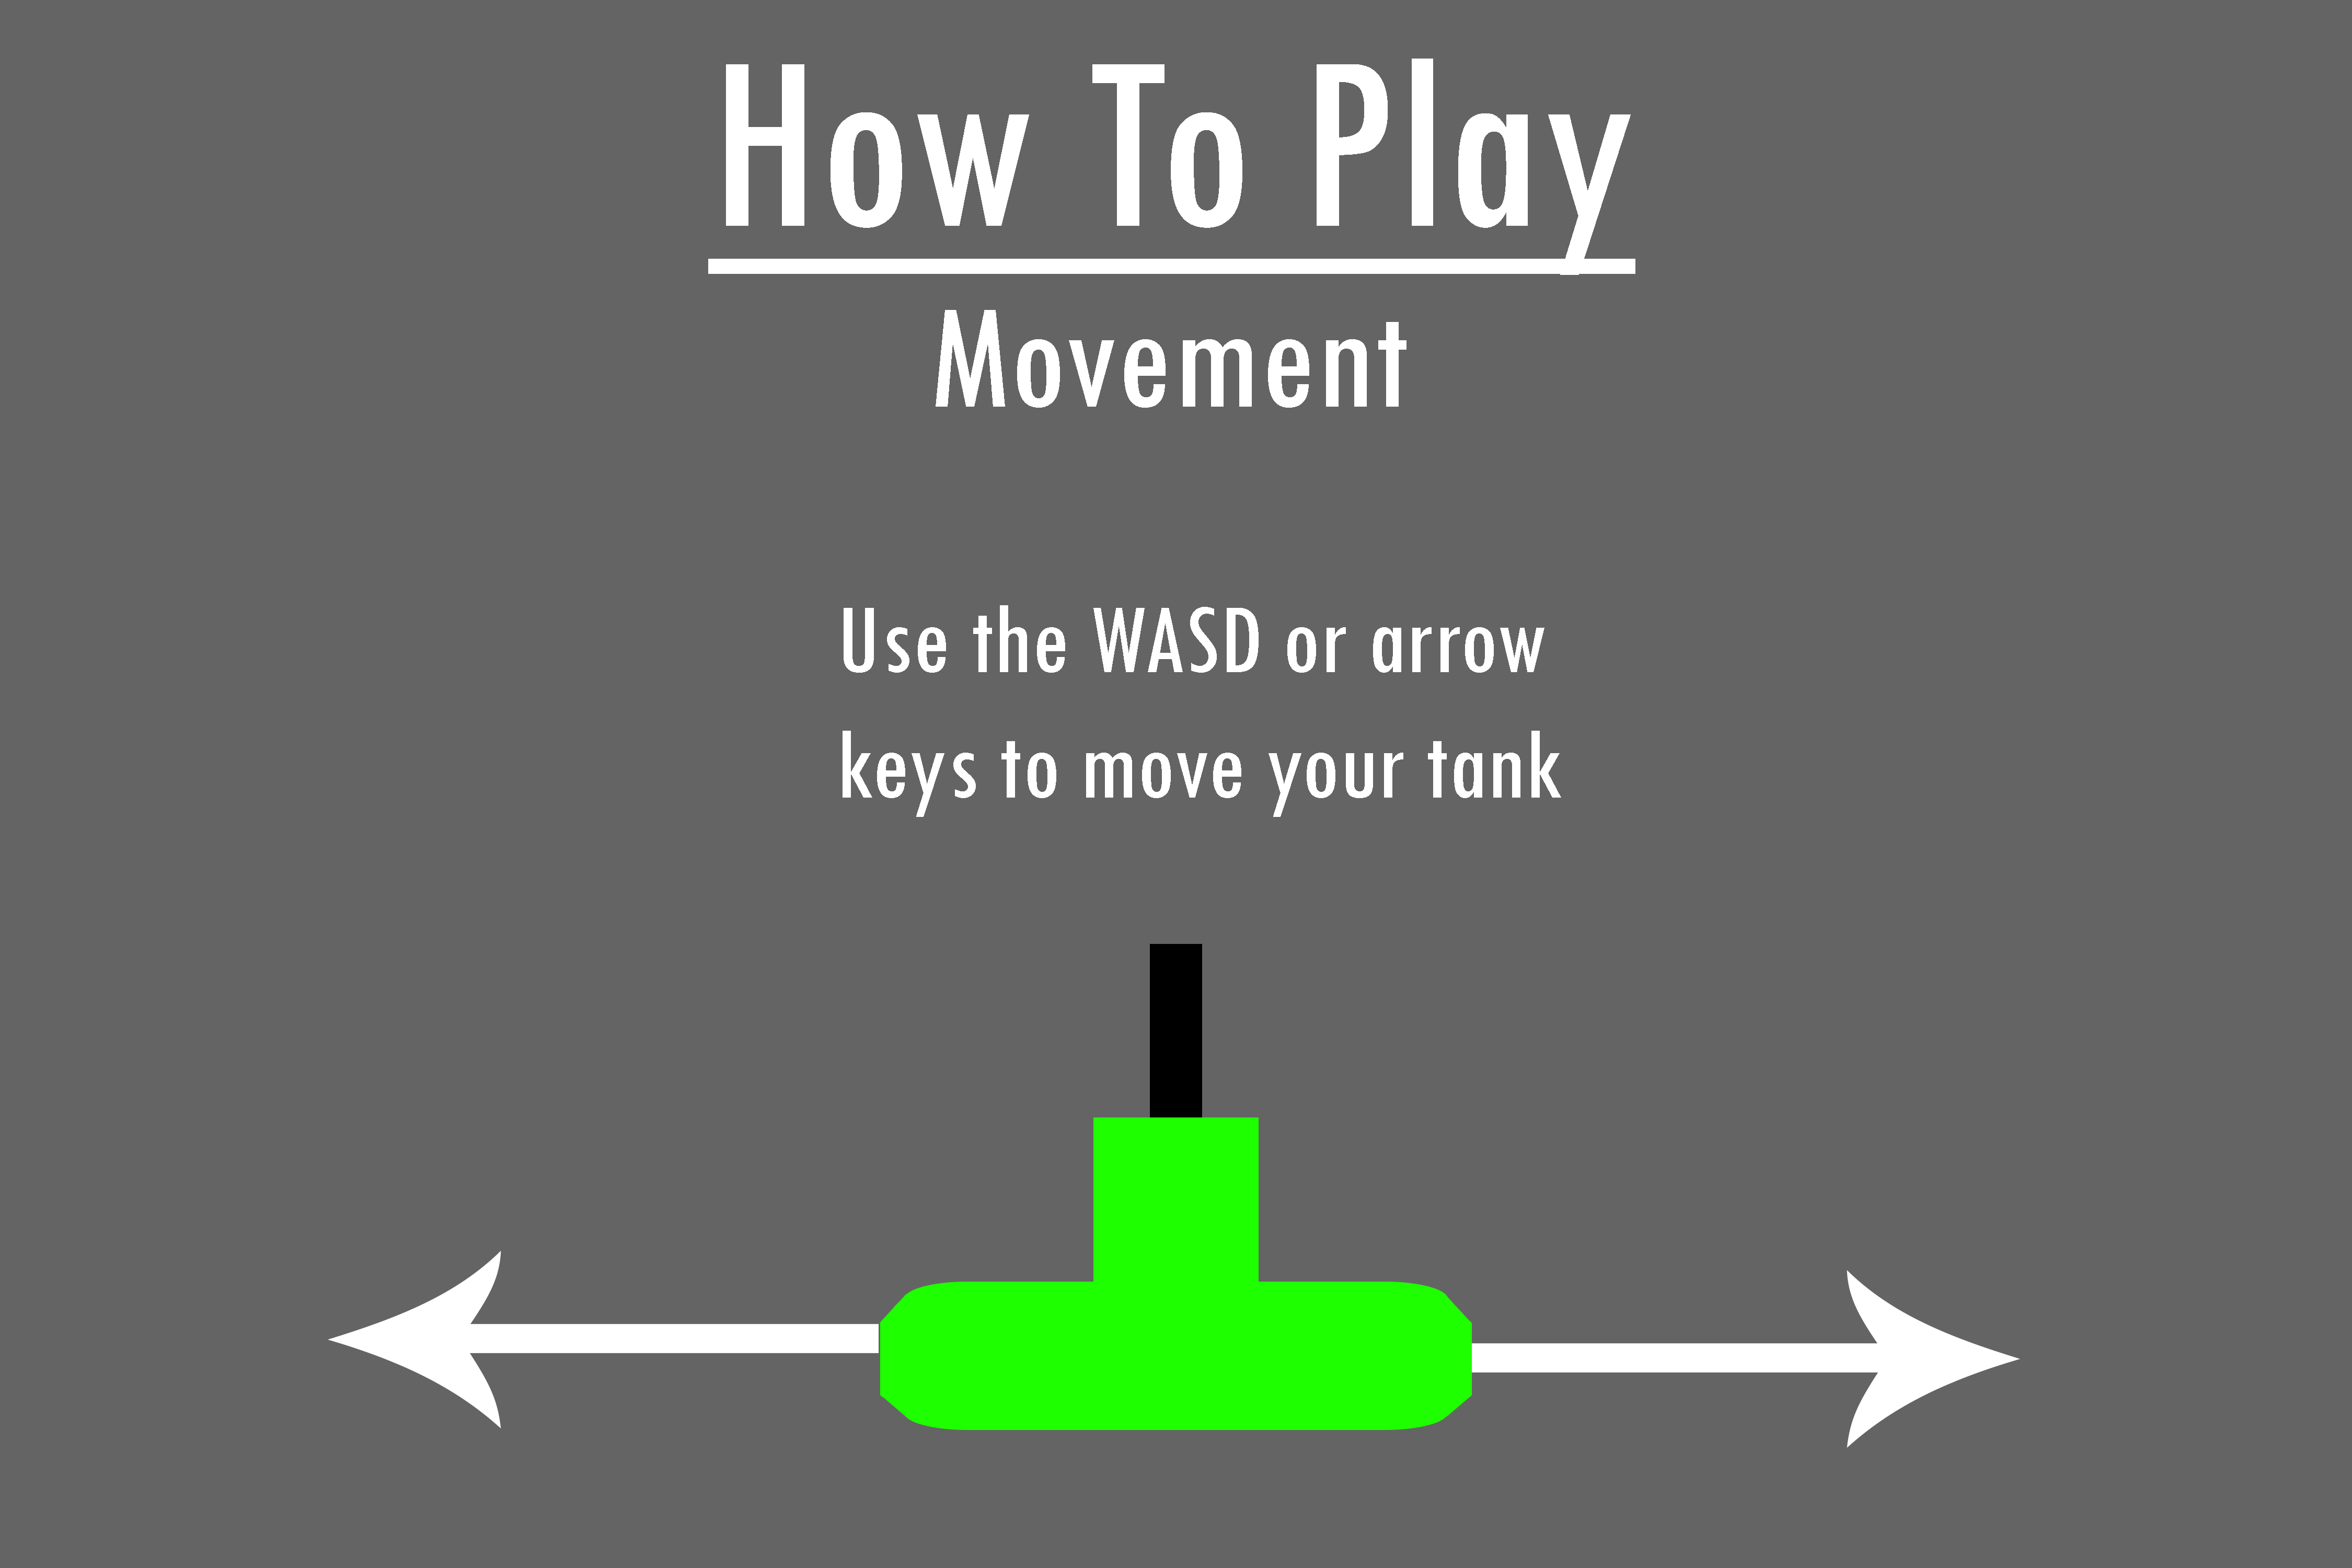 How To Play
Movement
Use the WASD or arrow
keys to move your tank